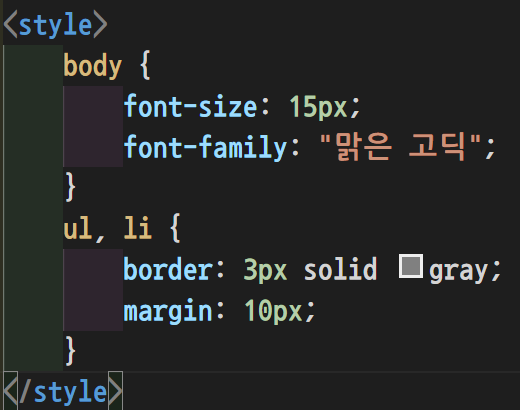 <style>
body {
font-size: 15px;
font-family: "맑은 고딕";
}
ul, li {
border: 3px solid gray;
margin: 10px;
}
</style>